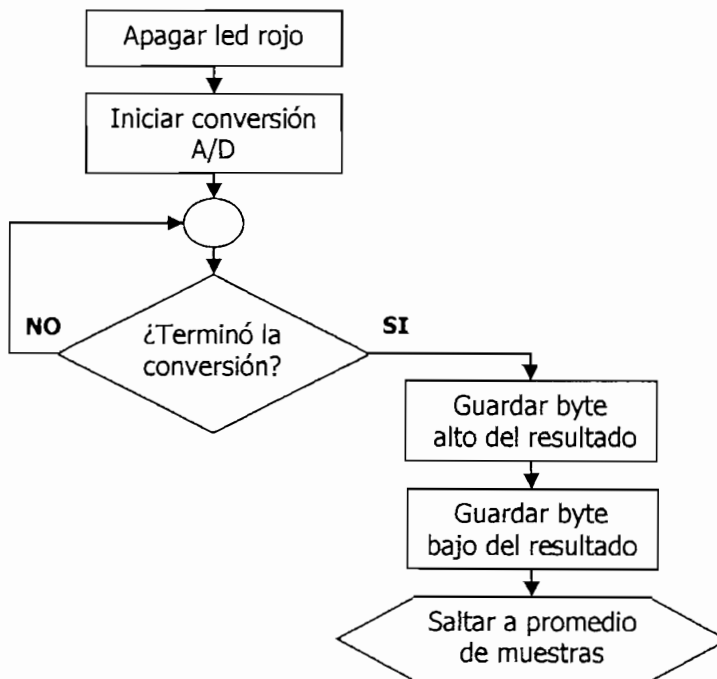 Apagar led rojo
Iniciar conversión
A/D
NO
¿Terminó la
conversión?
SI
Guardar byte
alto del resultado
Guardar byte
bajo del resultado
Saltar a promedio
de muestras